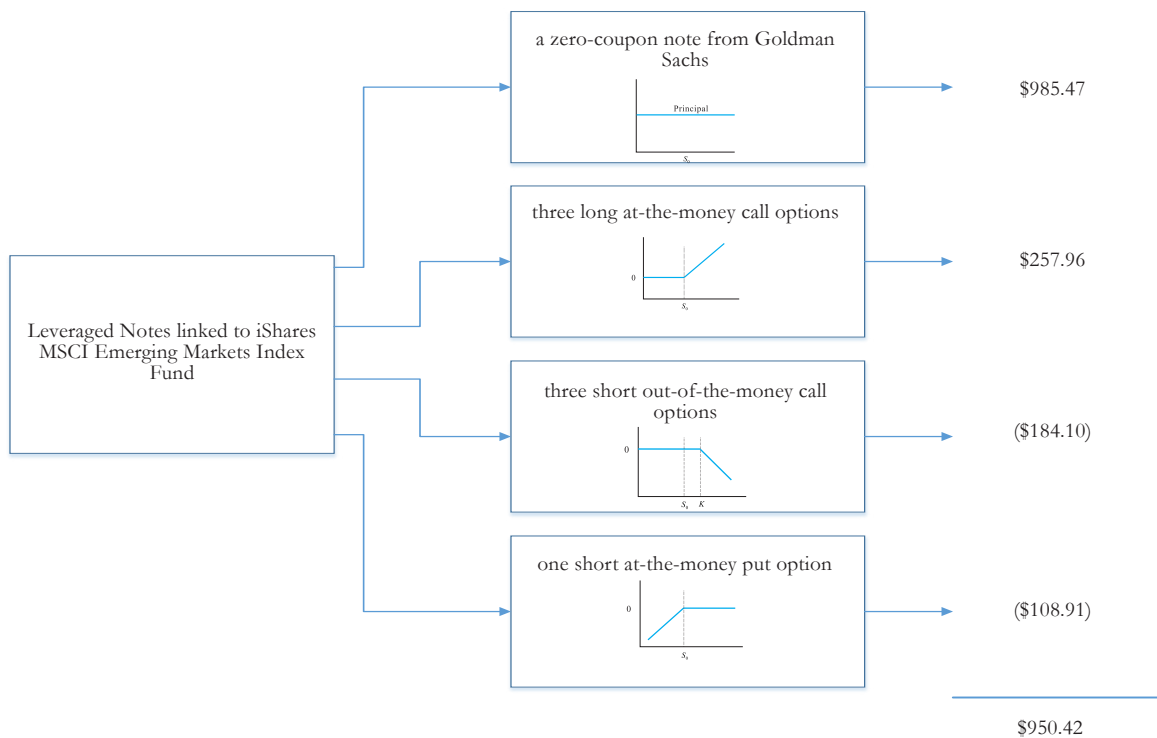 a zero-coupon note from Goldman
Sachs
Principal
S₀
$985.47
three long at-the-money call options
0
S₀
$257.96
Leveraged Notes linked to iShares
MSCI Emerging Markets Index
Fund
three short out-of-the-money call
options
0
S₀ K
($184.10)
one short at-the-money put option
0
S₀
($108.91)
$950.42